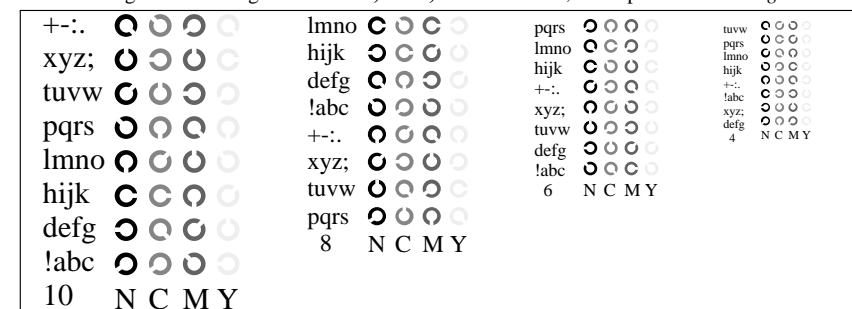 +-:.
xyz;
tuvw
pqrs
lmno
hijk
defg
!abc
10 N C M Y
lmno
hijk
defg
!abc
+-:.
xyz;
tuvw
pqrs
8 N C M Y
pqrs
lmno
hijk
+-:.
xyz;
tuvw
defg
!abc
6 N C M Y
tuvw
pqrs
lmno
hijk
+-:.
!abc
xyz;
defg
4 N C M Y